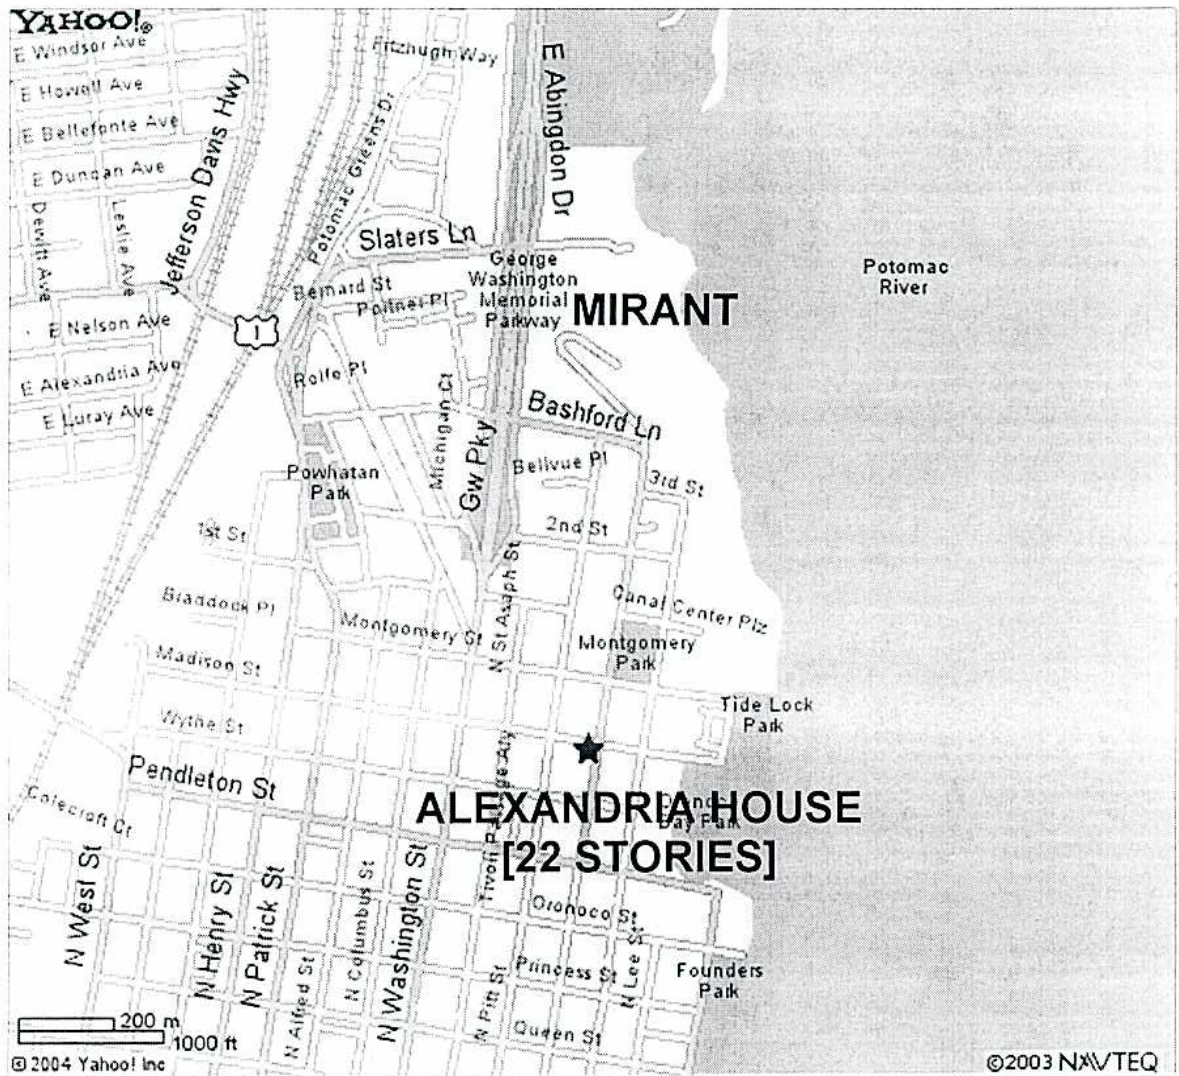 YAHOO!®
E Windsor Ave
Fitzhugh Way
E Abingdon Dr
E Howell Ave
Jefferson Davis Hwy
Potomac Greens Dr
E Bellefonte Ave
E Duncan Ave
Dewitt Ave
Leslie Ave
Slaters Ln
George
Washington
Memorial
Parkway
Potomac
River
Bernard St
MIRANT
E Nelson Ave
1
E Alexandria Ave
Rolfe Pl
E Luray Ave
Michigan Ct
Gw Pky
Bashford Ln
Powhatan
Park
Bellvue Pl
3rd St
1st St
2nd St
N St Asaph St
Braddock Pl
Canal Center Plz
Montgomery St
Montgomery
Park
Madison St
Tide Lock
Park
Wythe St
Pendleton St
ALEXANDRIA HOUSE
Bay Park
[22 STORIES]
Colecroft Ct
N West St
N Henry St
N Patrick St
N Alfred St
N Columbus St
N Washington St
N Pitt St
Oronoco St
Princess St
N Lee St
Founders
Park
Queen St
200 m
1000 ft
© 2004 Yahoo! Inc
©2003 NAVTEQ